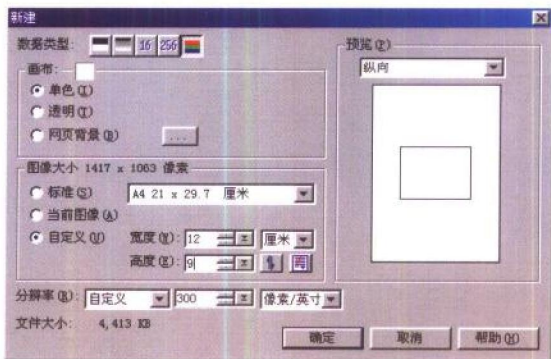 新建
数据类型: 16 256
预览(P)
纵向
画布:
单色(I)
透明(T)
网页背景(B) ...
图像大小 1417 x 1063 像素
标准(S) A4 21 x 29.7 厘米
当前图像(A)
自定义(U) 宽度(W): 12 厘米
高度(E): 9
分辨率(R): 自定义 300 像素/英寸
文件大小: 4,413 KB
确定 取消 帮助(H)